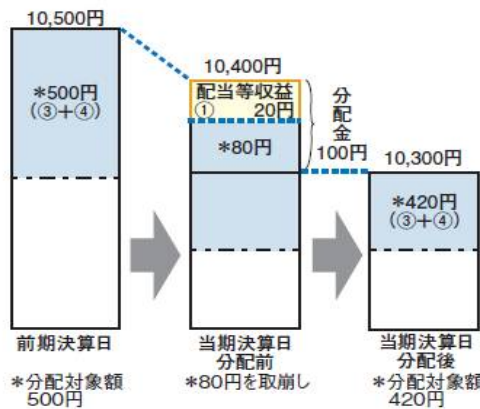 10,500円
*500円
(③+④)
前期決算日
*分配対象額
500円
10,400円
配当等収益
① 20円
*80円
分配金
100円
当期決算日
分配前
*80円を取崩し
10,300円
*420円
(③+④)
当期決算日
分配後
*分配対象額
420円